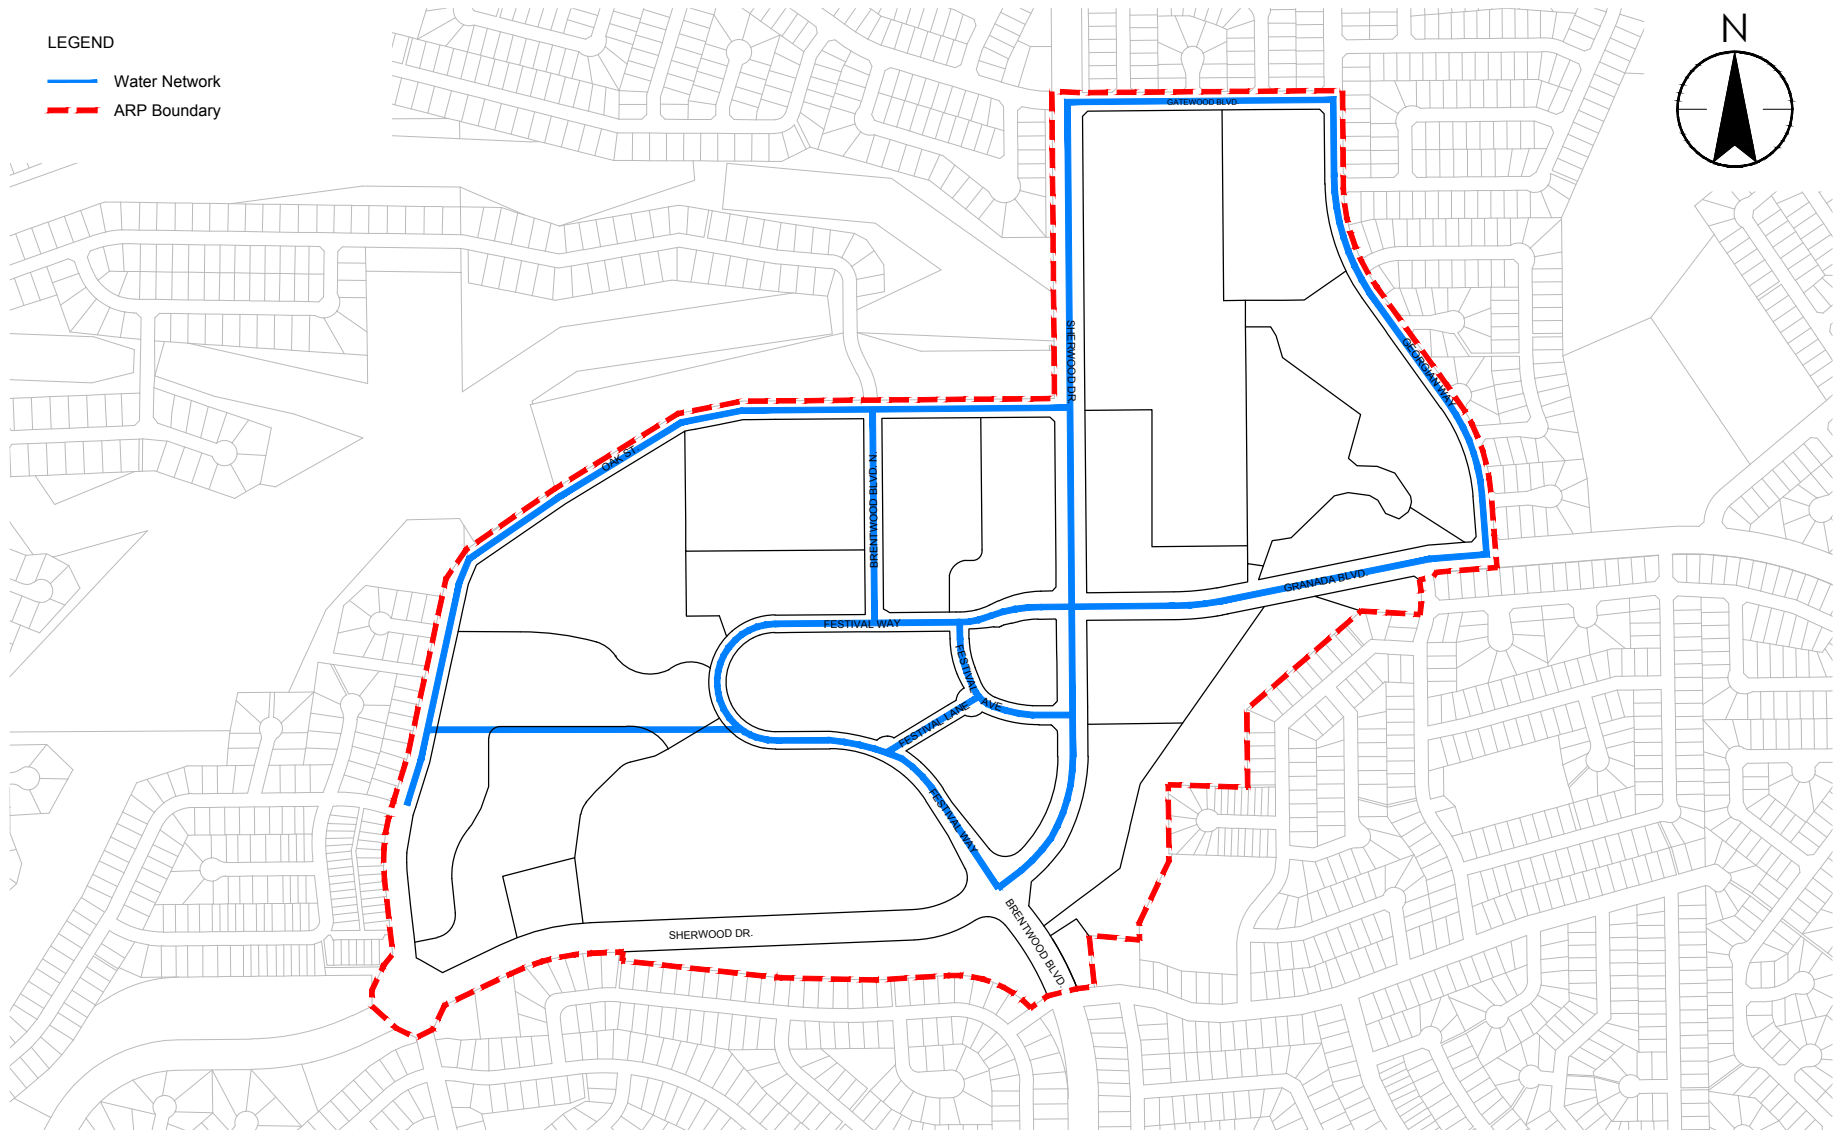 LEGEND
Water Network
ARP Boundary
N
GATEWOOD BLVD.
SHERWOOD DR.
GEORGIAN WAY
OAK ST.
BRENTWOOD BLVD. N.
GRANADA BLVD.
FESTIVAL WAY
FESTIVAL AVE
FESTIVAL LANE
FESTIVAL WAY
BRENTWOOD BLVD.
SHERWOOD DR.